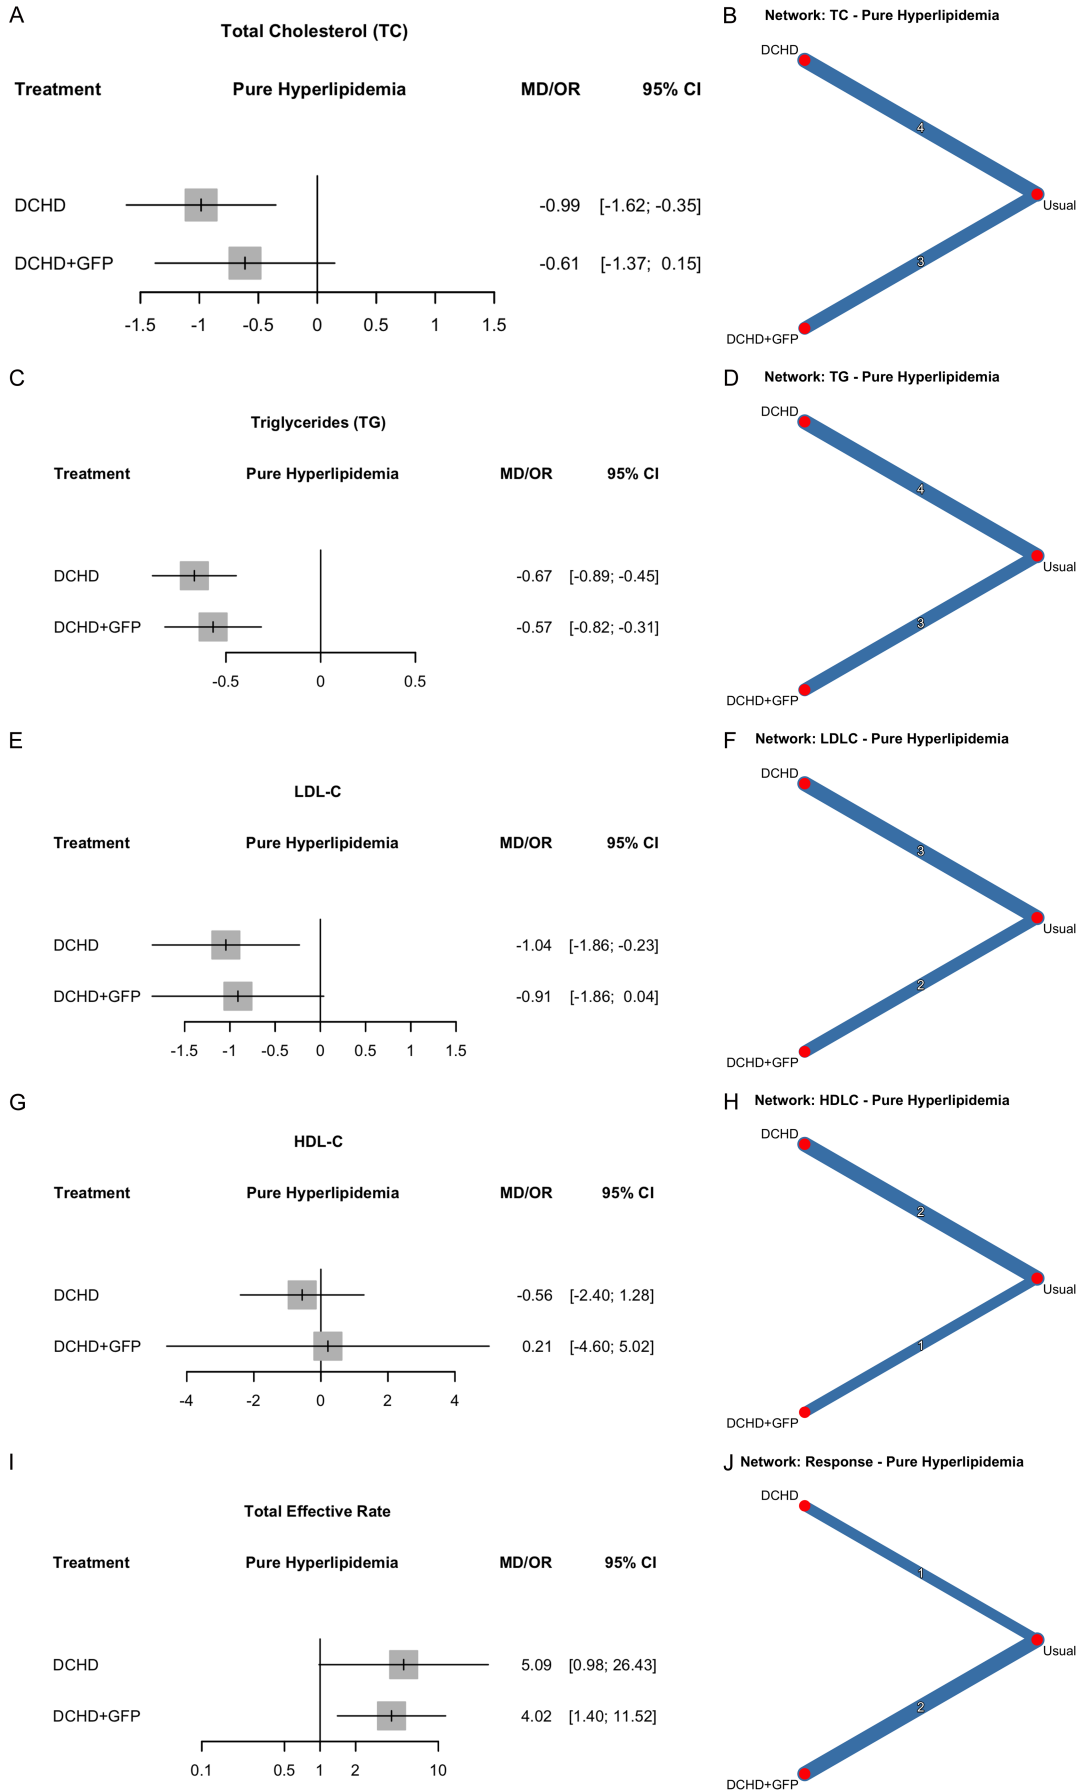 A
Total Cholesterol (TC)
Treatment Pure Hyperlipidemia MD/OR 95% CI
DCHD -0.99 [-1.62; -0.35]
DCHD+GFP -0.61 [-1.37; 0.15]
-1.5 -1 -0.5 0 0.5 1 1.5
B Network: TC - Pure Hyperlipidemia
DCHD
4
Usual
3
DCHD+GFP
C
Triglycerides (TG)
Treatment Pure Hyperlipidemia MD/OR 95% CI
DCHD -0.67 [-0.89; -0.45]
DCHD+GFP -0.57 [-0.82; -0.31]
-0.5 0 0.5
D Network: TG - Pure Hyperlipidemia
DCHD
4
Usual
3
DCHD+GFP
E
LDL-C
Treatment Pure Hyperlipidemia MD/OR 95% CI
DCHD -1.04 [-1.86; -0.23]
DCHD+GFP -0.91 [-1.86; 0.04]
-1.5 -1 -0.5 0 0.5 1 1.5
F Network: LDLC - Pure Hyperlipidemia
DCHD
3
Usual
2
DCHD+GFP
G
HDL-C
Treatment Pure Hyperlipidemia MD/OR 95% CI
DCHD -0.56 [-2.40; 1.28]
DCHD+GFP 0.21 [-4.60; 5.02]
-4 -2 0 2 4
H Network: HDLC - Pure Hyperlipidemia
DCHD
2
Usual
1
DCHD+GFP
I
Total Effective Rate
Treatment Pure Hyperlipidemia MD/OR 95% CI
DCHD 5.09 [0.98; 26.43]
DCHD+GFP 4.02 [1.40; 11.52]
0.1 0.5 1 2 10
J Network: Response - Pure Hyperlipidemia
DCHD
1
Usual
2
DCHD+GFP